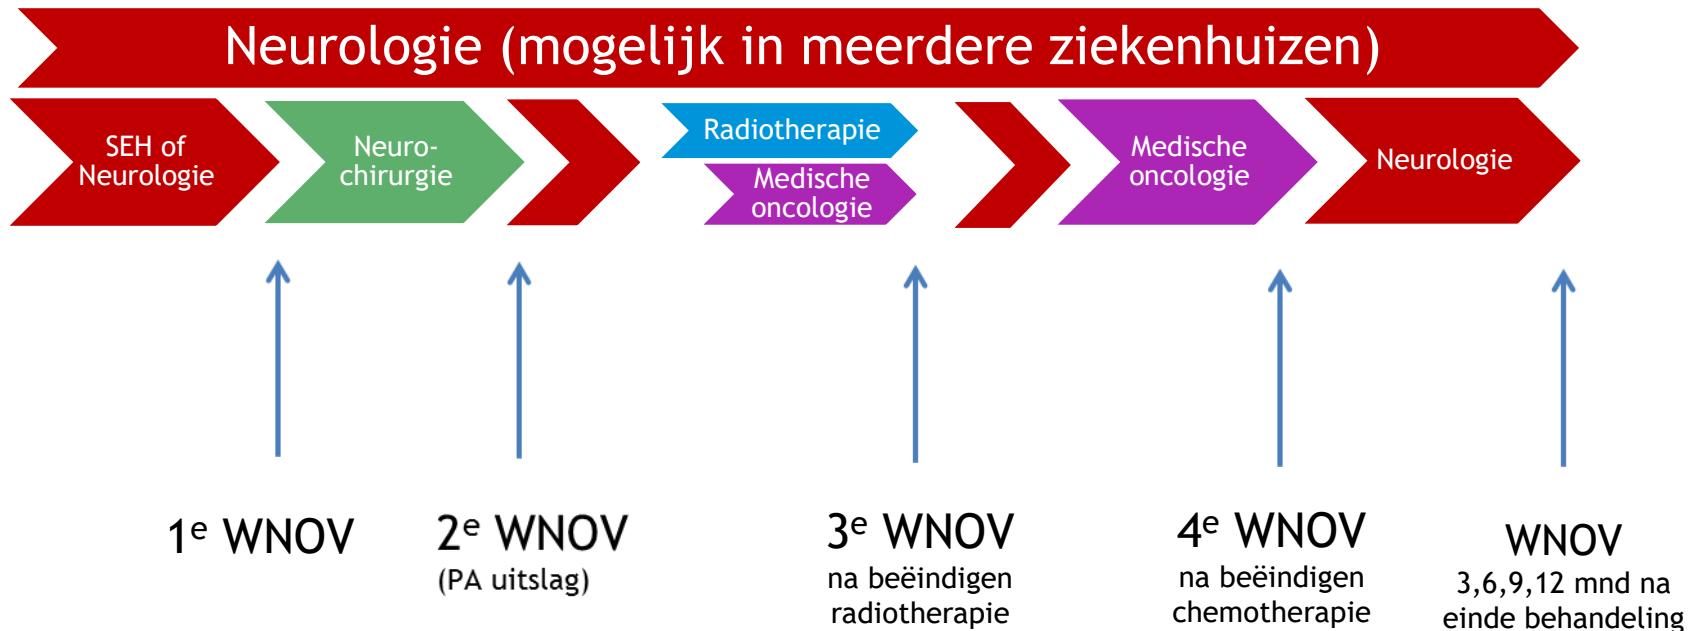 Neurologie (mogelijk in meerdere ziekenhuizen)
SEH of
Neurologie
Neuro-
chirurgie
Radiotherapie
Medische
oncologie
Medische
oncologie
Neurologie
1e WNOV
2e WNOV
(PA uitslag)
3e WNOV
na beëindigen
radiotherapie
4e WNOV
na beëindigen
chemotherapie
WNOV
3,6,9,12 mnd na
einde behandeling